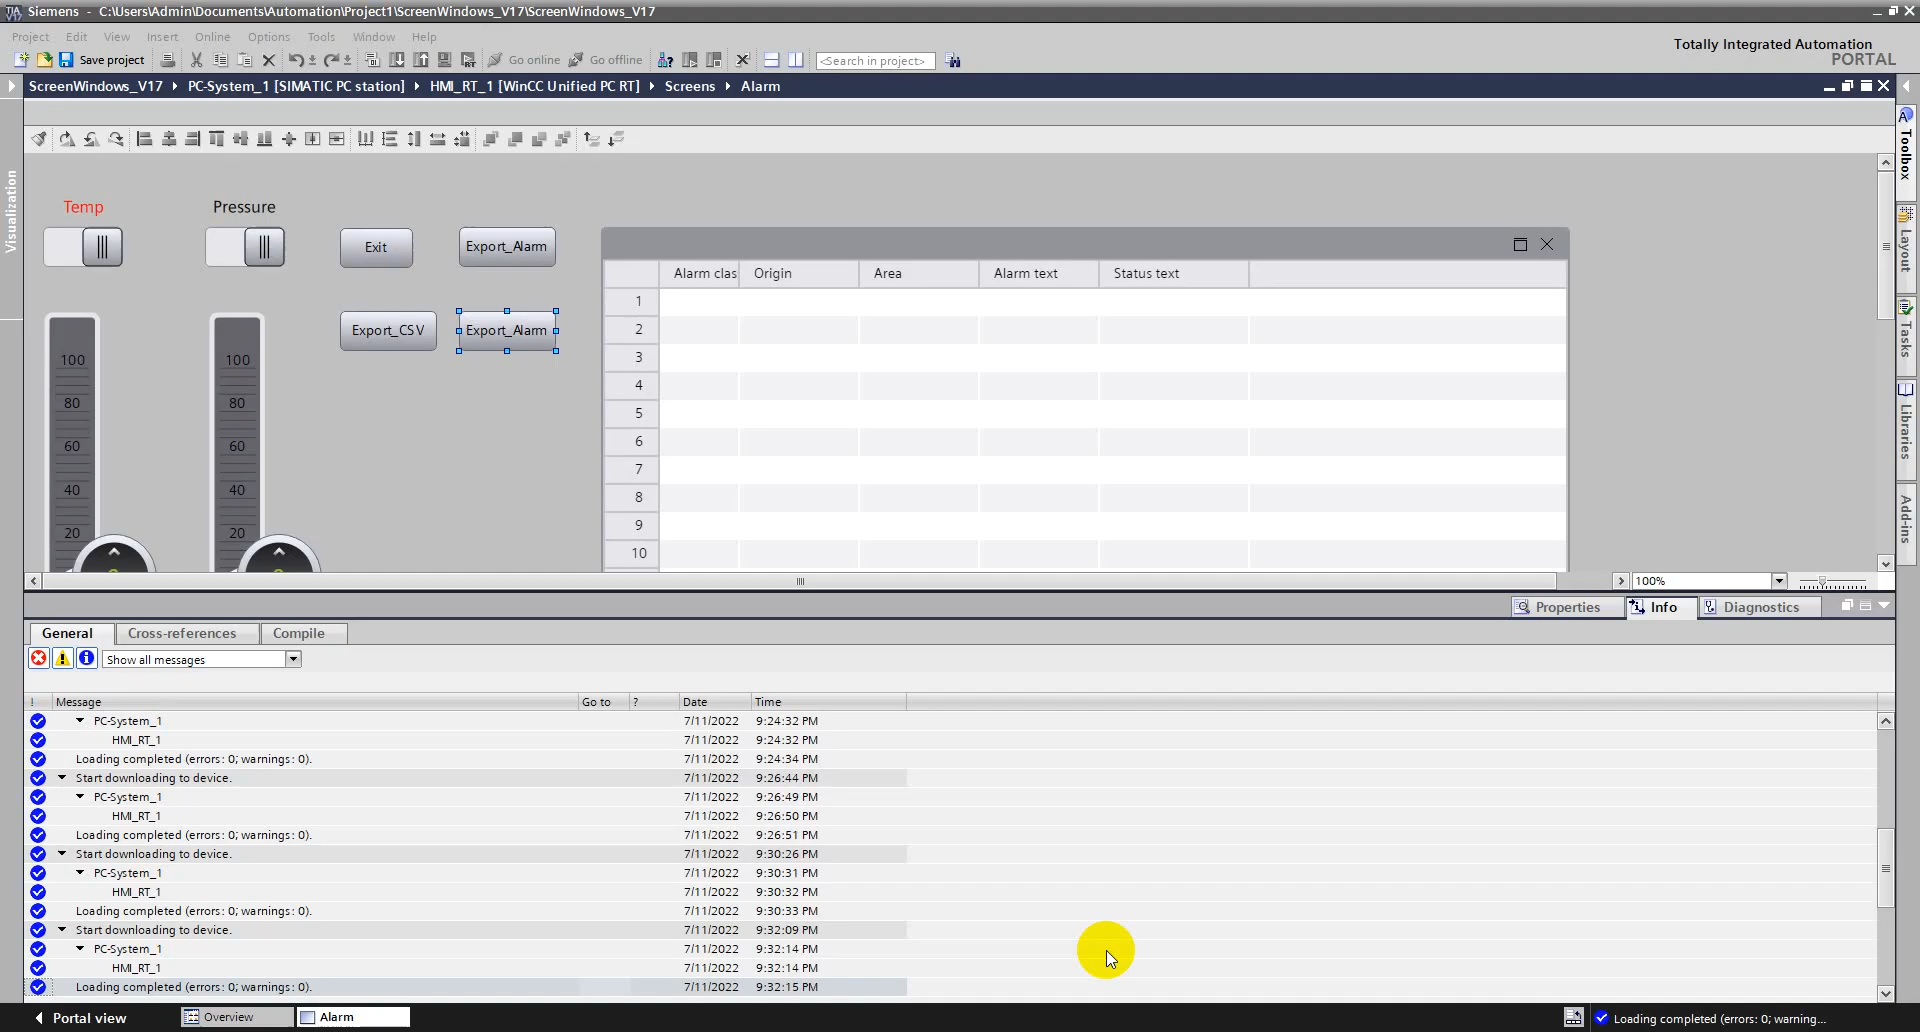 Siemens - C:\Users\Admin\Documents\Automation\Project1\ScreenWindows_V17\ScreenWindows_V17
Project Edit View Insert Online Options Tools Window Help
Totally Integrated Automation
PORTAL
Save project
Go online
Go offline
<Search in project>
ScreenWindows_V17
PC-System_1 [SIMATIC PC station]
HMI_RT_1 [WinCC Unified PC RT]
Screens
Alarm
Visualization
Toolbox
Layout
Tasks
Libraries
Add-ins
Temp
Pressure
Exit
Export_Alarm
Export_CSV
Export_Alarm
100
80
60
40
20
100
80
60
40
20
Alarm clas Origin Area Alarm text Status text
1
2
3
4
5
6
7
8
9
10
100%
Properties
Info
Diagnostics
General
Cross-references
Compile
Show all messages
! Message Go to ? Date Time
PC-System_1 7/11/2022 9:24:32 PM
HMI_RT_1 7/11/2022 9:24:32 PM
Loading completed (errors: 0; warnings: 0). 7/11/2022 9:24:34 PM
Start downloading to device. 7/11/2022 9:26:44 PM
PC-System_1 7/11/2022 9:26:49 PM
HMI_RT_1 7/11/2022 9:26:50 PM
Loading completed (errors: 0; warnings: 0). 7/11/2022 9:26:51 PM
Start downloading to device. 7/11/2022 9:30:26 PM
PC-System_1 7/11/2022 9:30:31 PM
HMI_RT_1 7/11/2022 9:30:32 PM
Loading completed (errors: 0; warnings: 0). 7/11/2022 9:30:33 PM
Start downloading to device. 7/11/2022 9:32:09 PM
PC-System_1 7/11/2022 9:32:14 PM
HMI_RT_1 7/11/2022 9:32:14 PM
Loading completed (errors: 0; warnings: 0). 7/11/2022 9:32:15 PM
Portal view
Overview
Alarm
Loading completed (errors: 0; warning...